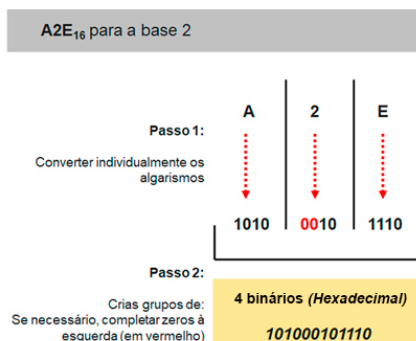 A2E16 para a base 2
A 2 E
Passo 1:
Converter individualmente os
algarismos
1010 0010 1110
Passo 2:
Crias grupos de:
Se necessário, completar zeros à
esquerda (em vermelho)
4 binários (Hexadecimal)
101000101110